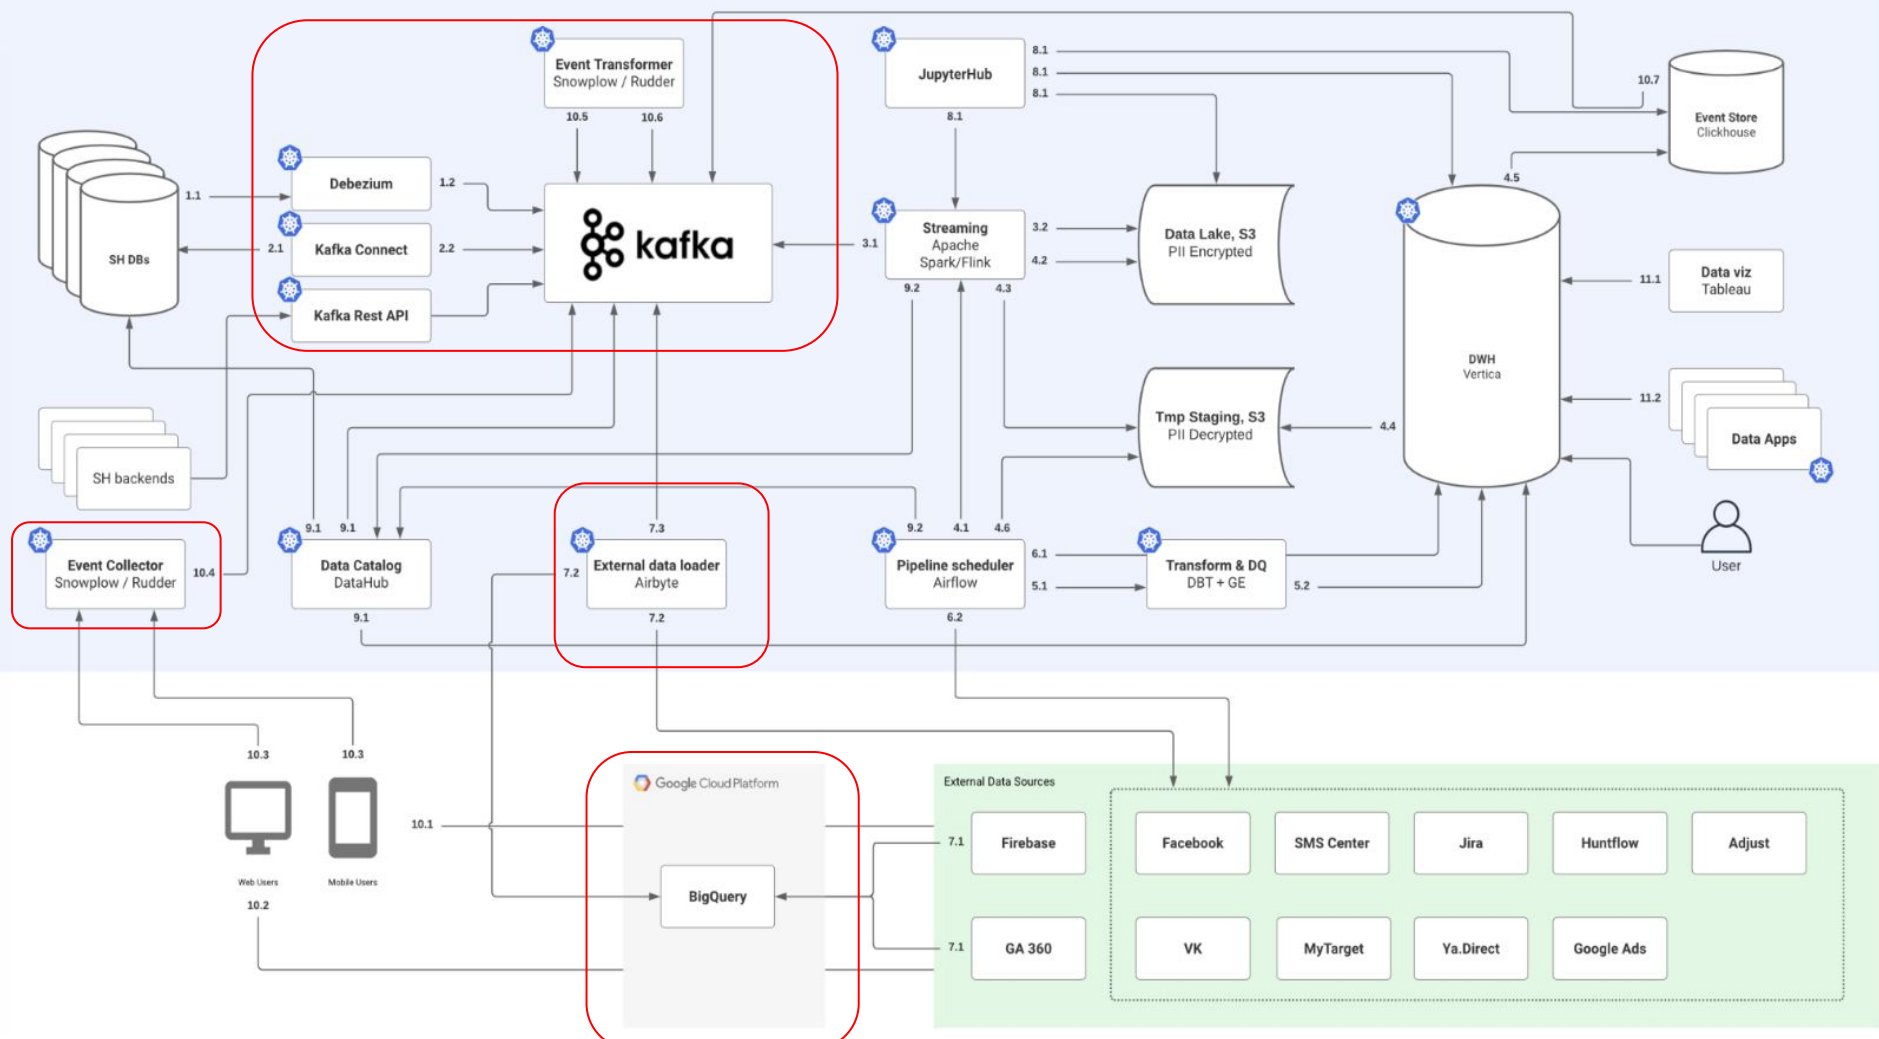 Event Transformer
Snowplow / Rudder
10.5
10.6
JupyterHub
8.1
8.1
8.1
8.1
10.7
Event Store
Clickhouse
4.5
SH DBs
1.1
Debezium
1.2
2.1
Kafka Connect
2.2
Kafka Rest API
kafka
3.1
Streaming
Apache
Spark/Flink
3.2
4.2
9.2
4.3
Data Lake, S3
PII Encrypted
DWH
Vertica
11.1
Data viz
Tableau
11.2
Data Apps
Tmp Staging, S3
PII Decrypted
4.4
SH backends
User
9.1
9.1
7.3
9.2
4.1
4.6
Event Collector
Snowplow / Rudder
10.4
Data Catalog
DataHub
9.1
7.2
External data loader
Airbyte
7.2
Pipeline scheduler
Airflow
6.1
5.1
6.2
Transform & DQ
DBT + GE
5.2
10.3
10.3
Web Users
Mobile Users
10.2
10.1
Google Cloud Platform
BigQuery
External Data Sources
7.1
Firebase
7.1
GA 360
Facebook
SMS Center
Jira
Huntflow
Adjust
VK
MyTarget
Ya.Direct
Google Ads